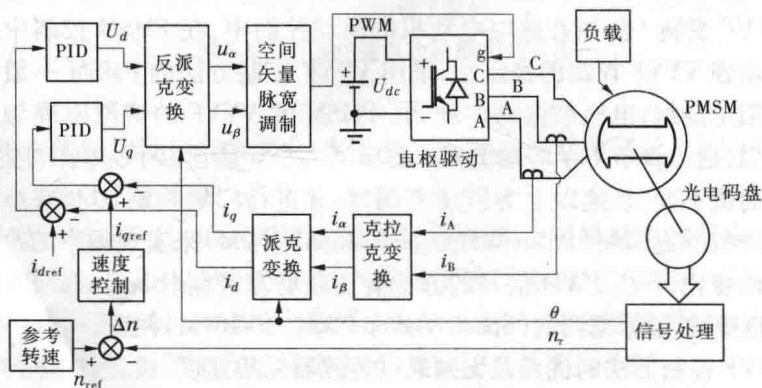 PID
U_d
反派
克变
换
u_α
u_β
空间
矢量
脉宽
调制
PWM
U_dc
g
C
B
A
C
B
A
电枢驱动
负载
PMSM
光电码盘
PID
U_q
i_q
i_d
派克
变换
i_α
i_β
克拉
克变
换
i_A
i_B
+
-
+
-
i_dref
i_qref
速度
控制
Δn
参考
转速
n_ref
+
-
θ
n_r
信号处理